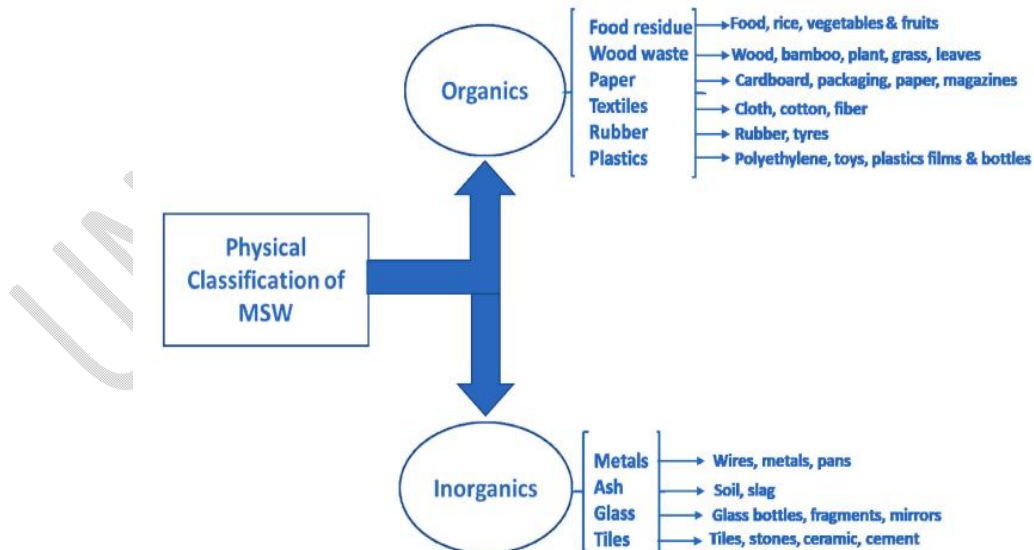 Food residue
Food, rice, vegetables & fruits
Wood waste
Wood, bamboo, plant, grass, leaves
Paper
Cardboard, packaging, paper, magazines
Textiles
Cloth, cotton, fiber
Rubber
Rubber, tyres
Plastics
Polyethylene, toys, plastics films & bottles
Organics
Physical
Classification of
MSW
Inorganics
Metals
Wires, metals, pans
Ash
Soil, slag
Glass
Glass bottles, fragments, mirrors
Tiles
Tiles, stones, ceramic, cement